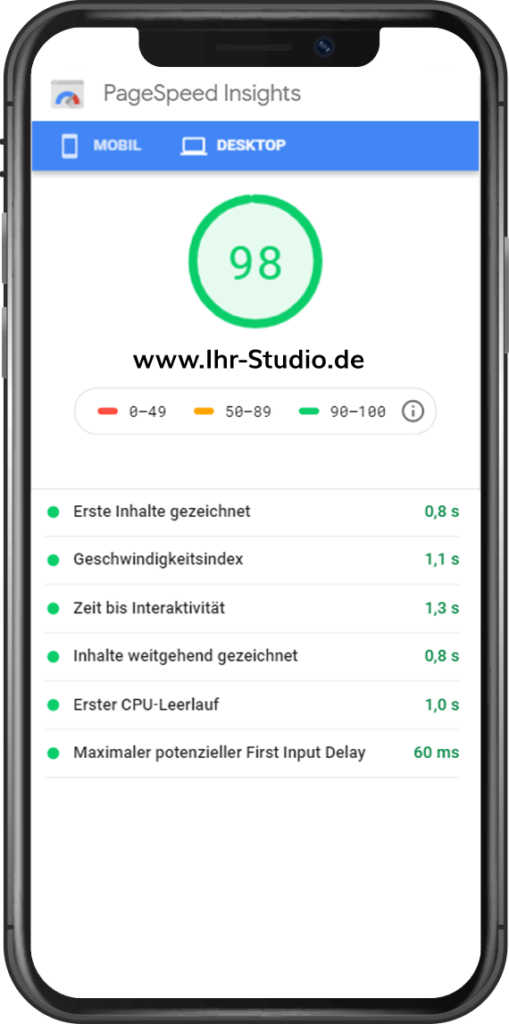 PageSpeed Insights
MOBIL DESKTOP
98
www.Ihr-Studio.de
0–49 50–89 90–100
Erste Inhalte gezeichnet 0,8 s
Geschwindigkeitsindex 1,1 s
Zeit bis Interaktivität 1,3 s
Inhalte weitgehend gezeichnet 0,8 s
Erster CPU-Leerlauf 1,0 s
Maximaler potenzieller First Input Delay 60 ms